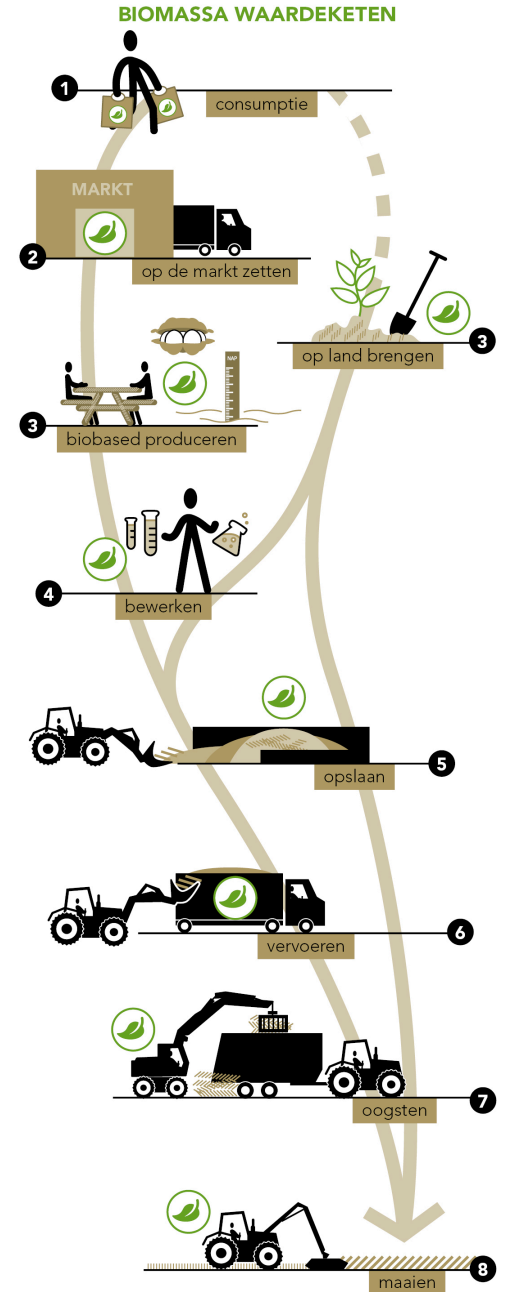 BIOMASSA WAARDEKETEN
1
consumptie
MARKT
2
op de markt zetten
3
op land brengen
NAP
3
biobased produceren
4
bewerken
5
opslaan
6
vervoeren
7
oogsten
8
maaien